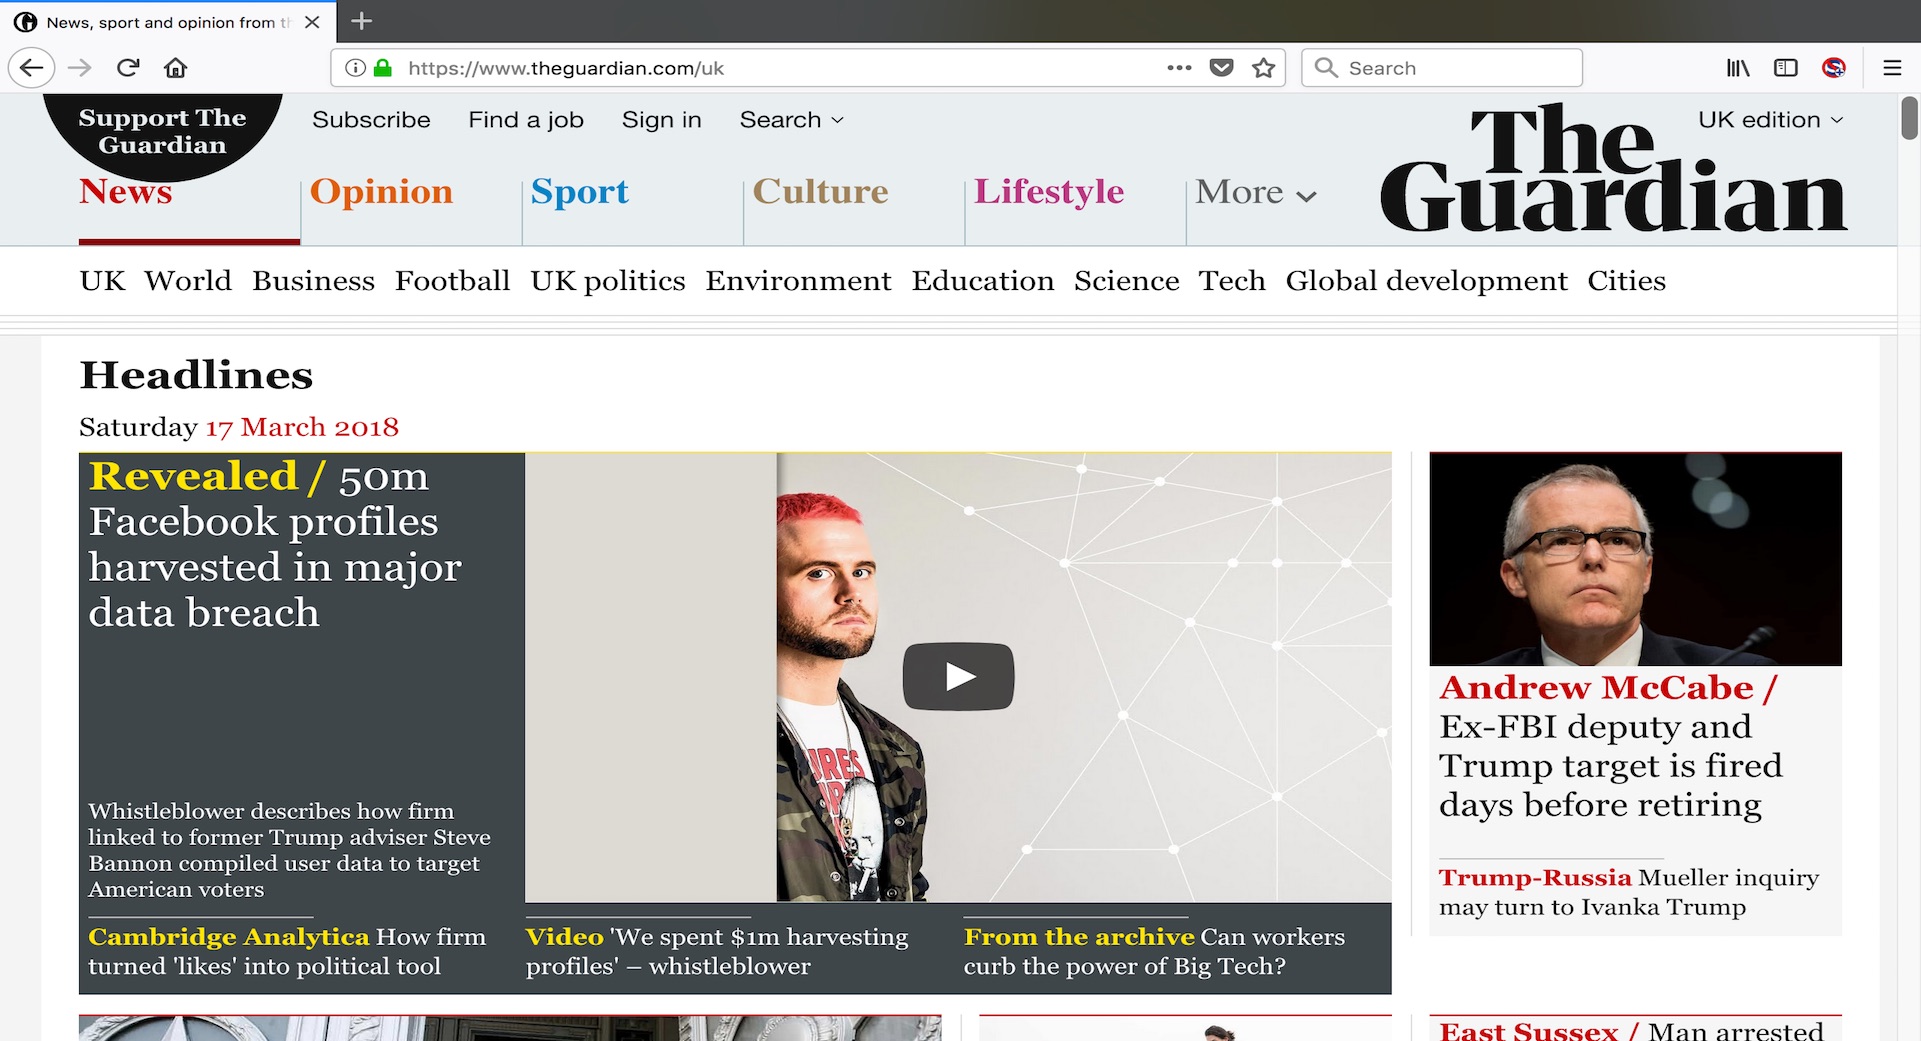 News, sport and opinion from th
https://www.theguardian.com/uk
Search
Support The
Guardian
Subscribe Find a job Sign in Search
UK edition
The
Guardian
News Opinion Sport Culture Lifestyle More
UK World Business Football UK politics Environment Education Science Tech Global development Cities
Headlines
Saturday 17 March 2018
Revealed / 50m
Facebook profiles
harvested in major
data breach
Whistleblower describes how firm
linked to former Trump adviser Steve
Bannon compiled user data to target
American voters
Cambridge Analytica How firm
turned 'likes' into political tool
Video 'We spent $1m harvesting
profiles' – whistleblower
From the archive Can workers
curb the power of Big Tech?
Andrew McCabe /
Ex-FBI deputy and
Trump target is fired
days before retiring
Trump-Russia Mueller inquiry
may turn to Ivanka Trump
East Sussex / Man arrested